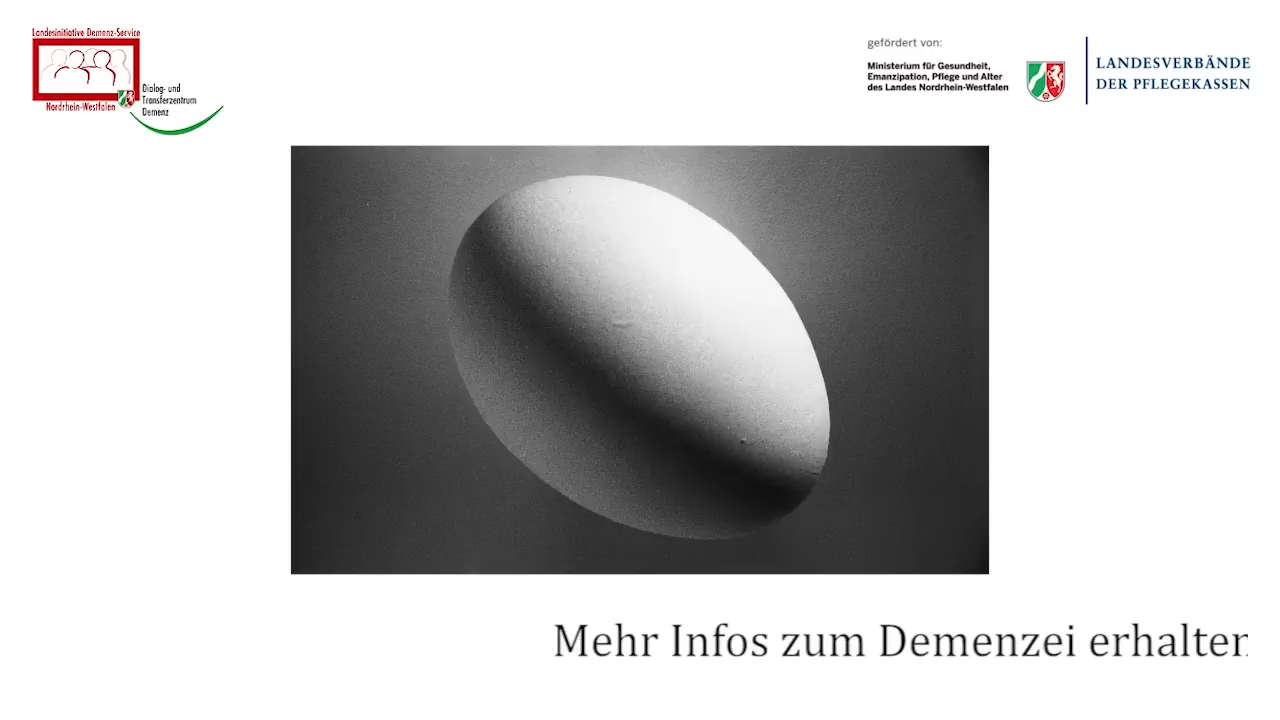 Landesinitiative Demenz-Service
Nordrhein-Westfalen
Dialog- und
Transferzentrum
Demenz
gefördert von:
Ministerium für Gesundheit,
Emanzipation, Pflege und Alter
des Landes Nordrhein-Westfalen
LANDESVERBÄNDE
DER PFLEGEKASSEN
Mehr Infos zum Demenzei erhalten